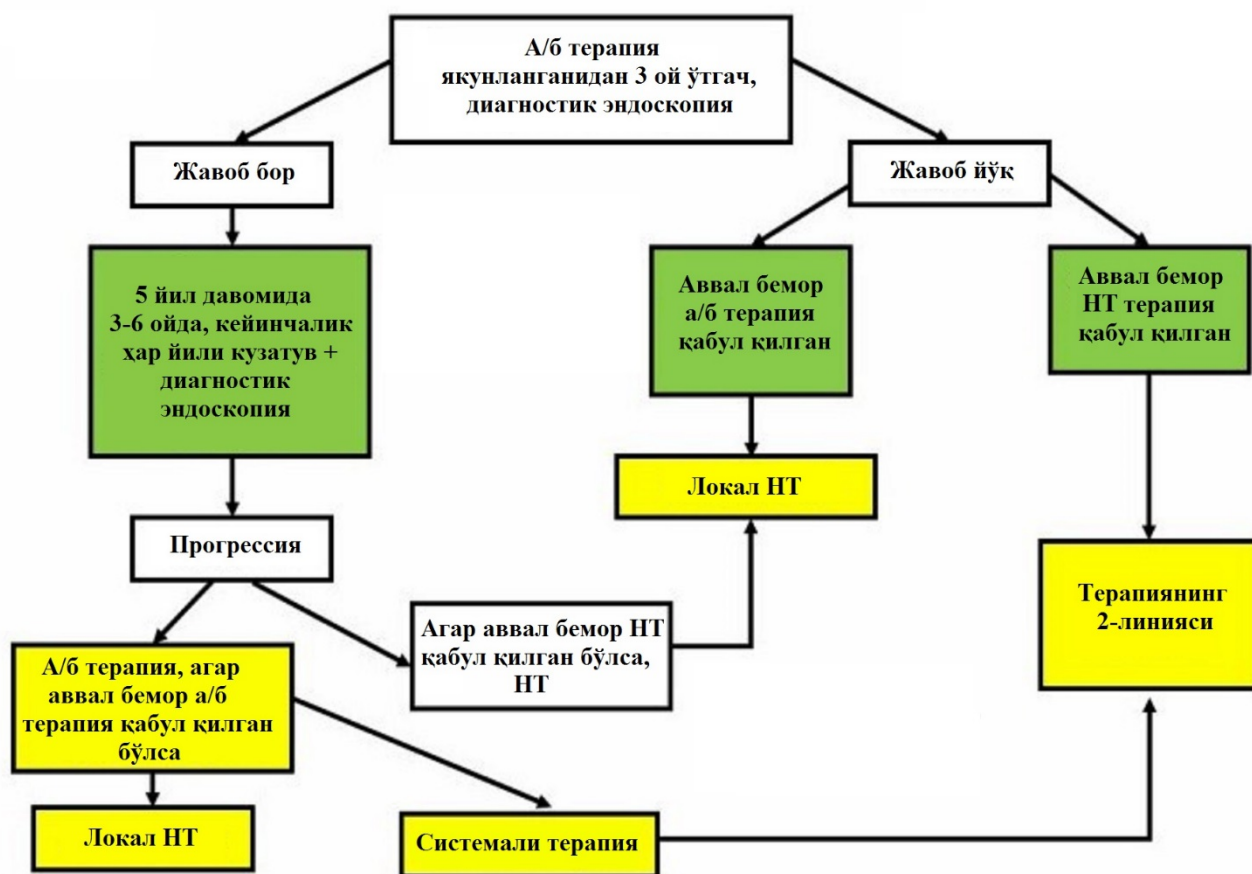 А/б терапия
якунланганидан 3 ой ўтгач,
диагностик эндоскопия
Жавоб бор
Жавоб йўқ
5 йил давомида
3-6 ойда, кейинчалик
ҳар йили кузатув +
диагностик
эндоскопия
Аввал бемор
а/б терапия
қабул қилган
Аввал бемор
НТ терапия
қабул қилган
Локал НТ
Прогрессия
Агар аввал бемор НТ
қабул қилган бўлса,
НТ
Терапиянинг
2-линияси
А/б терапия, агар
аввал бемор а/б
терапия қабул қилган
бўлса
Локал НТ
Системали терапия